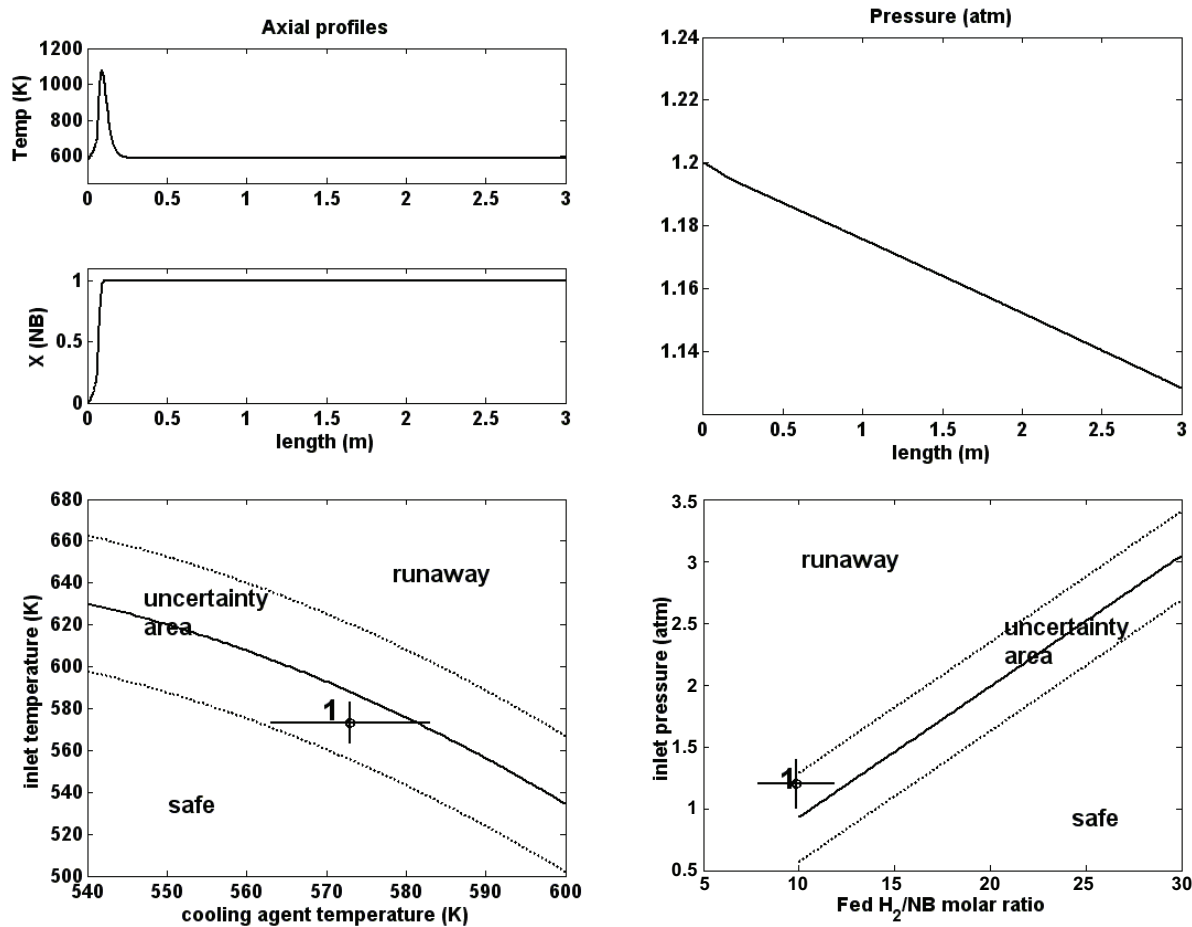 Axial profiles
Temp (K)
1200
1000
800
600
0 0.5 1 1.5 2 2.5 3
X (NB)
1
0.5
0
0 0.5 1 1.5 2 2.5 3
length (m)
Pressure (atm)
1.24
1.22
1.2
1.18
1.16
1.14
0 0.5 1 1.5 2 2.5 3
length (m)
inlet temperature (K)
680
660
640
620
600
580
560
540
520
500
runaway
uncertainty
area
1
safe
540 550 560 570 580 590 600
cooling agent temperature (K)
inlet pressure (atm)
3.5
3
2.5
2
1.5
1
0.5
runaway
uncertainty
area
1
safe
5 10 15 20 25 30
Fed H₂/NB molar ratio